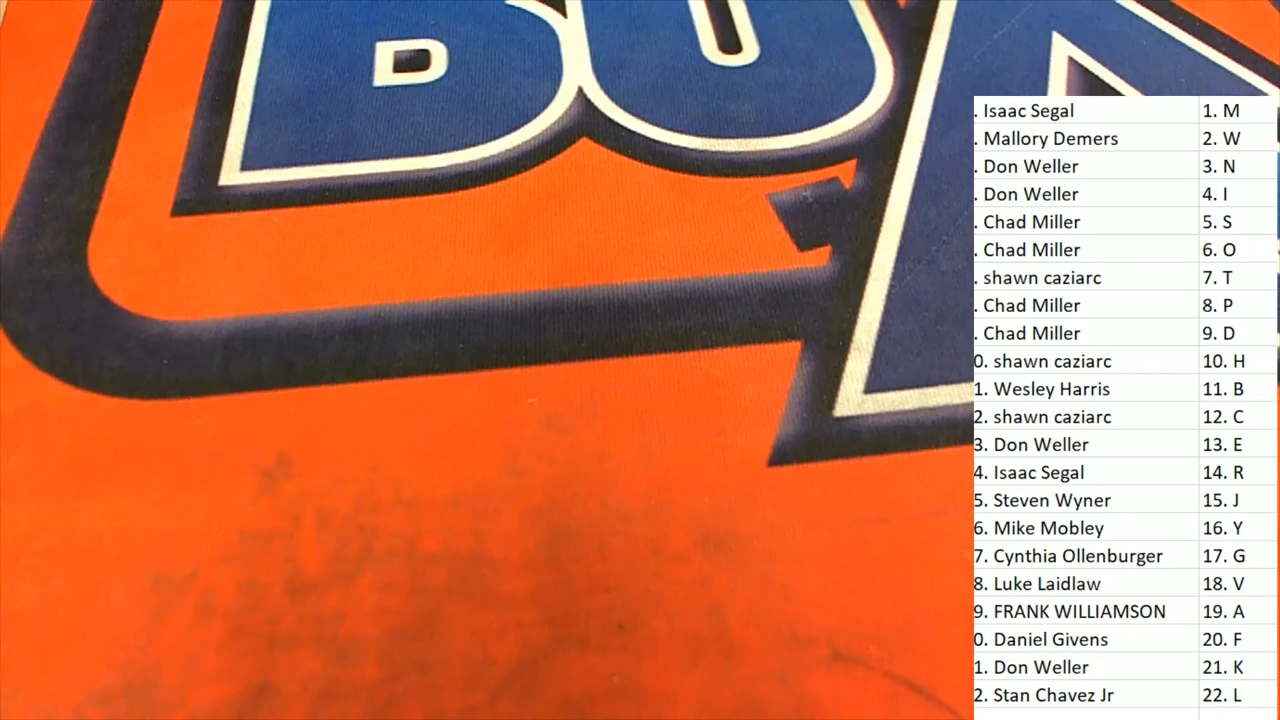 BOU
. Isaac Segal 1. M
. Mallory Demers 2. W
. Don Weller 3. N
. Don Weller 4. I
. Chad Miller 5. S
. Chad Miller 6. O
. shawn caziarc 7. T
. Chad Miller 8. P
. Chad Miller 9. D
0. shawn caziarc 10. H
1. Wesley Harris 11. B
2. shawn caziarc 12. C
3. Don Weller 13. E
4. Isaac Segal 14. R
5. Steven Wyner 15. J
6. Mike Mobley 16. Y
7. Cynthia Ollenburger 17. G
8. Luke Laidlaw 18. V
9. FRANK WILLIAMSON 19. A
0. Daniel Givens 20. F
1. Don Weller 21. K
2. Stan Chavez Jr 22. L